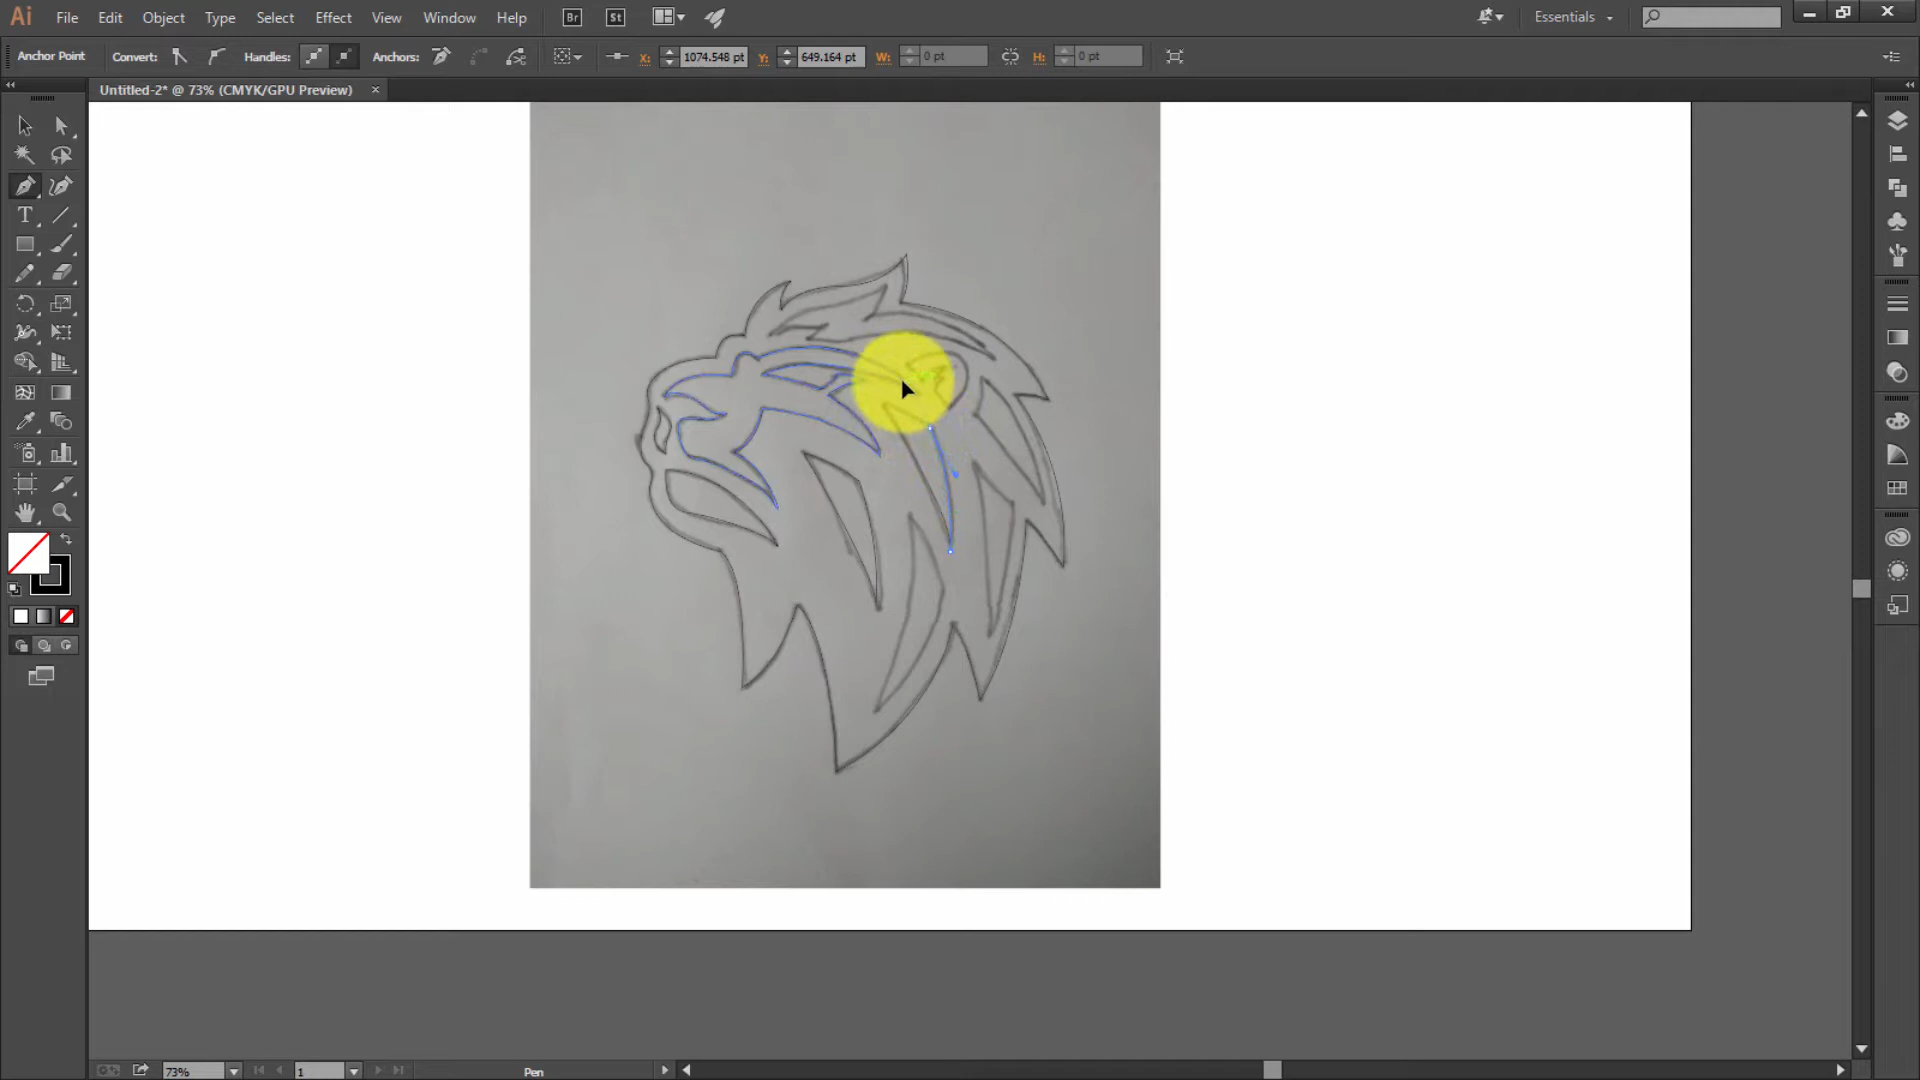 Ai File Edit Object Type Select Effect View Window Help Br St Essentials
Anchor Point Convert: Handles: Anchors: X: 1074.548 pt Y: 649.164 pt W: 0 pt H: 0 pt
Untitled-2* @ 73% (CMYK/GPU Preview) ×
T
73% 1 Pen